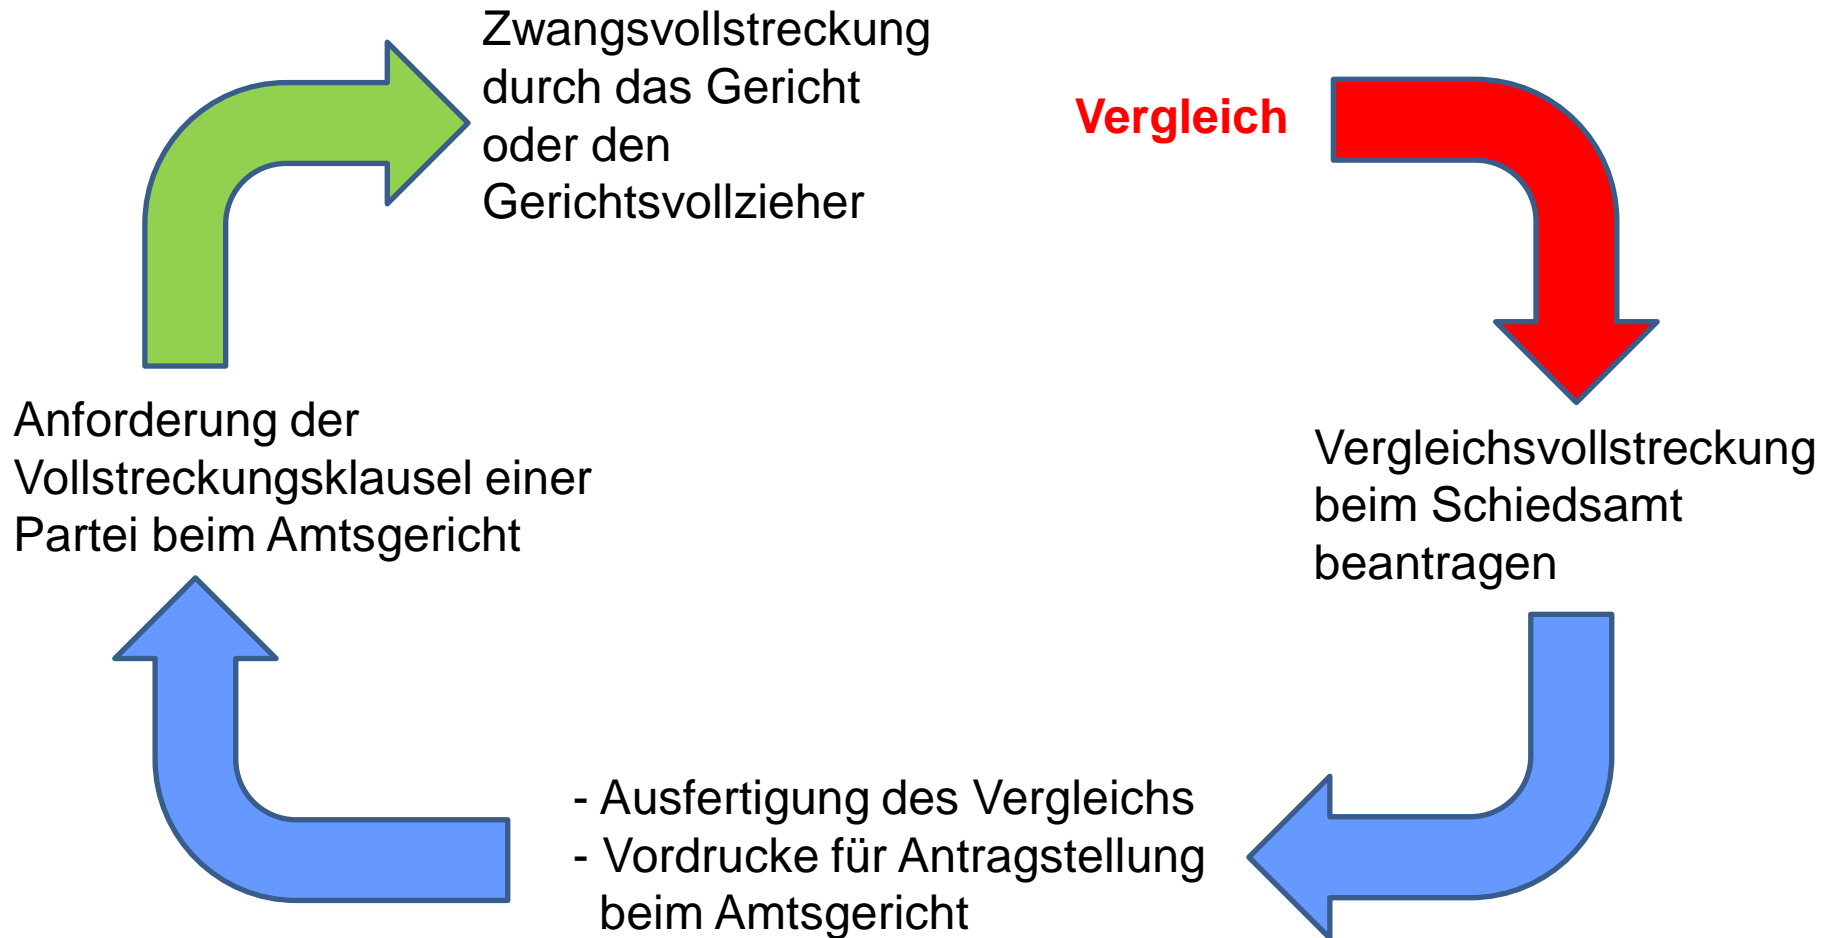 Zwangsvollstreckung
durch das Gericht
oder den
Gerichtsvollzieher
Vergleich
Vergleichsvollstreckung
beim Schiedsamt
beantragen
- Ausfertigung des Vergleichs
- Vordrucke für Antragstellung
beim Amtsgericht
Anforderung der
Vollstreckungsklausel einer
Partei beim Amtsgericht